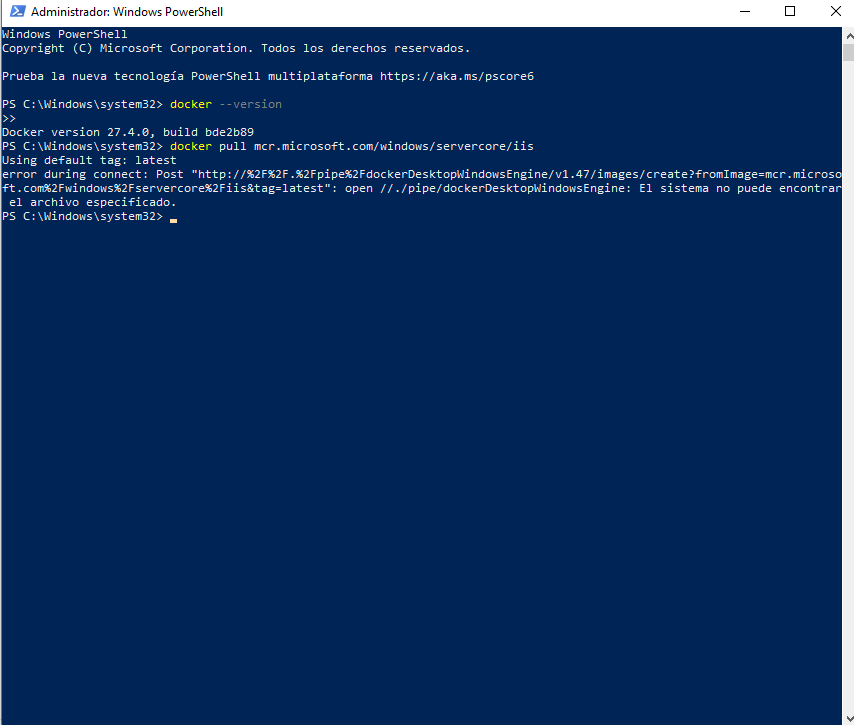 Administrador: Windows PowerShell
Windows PowerShell
Copyright (C) Microsoft Corporation. Todos los derechos reservados.
Prueba la nueva tecnología PowerShell multiplataforma https://aka.ms/pscore6
PS C:\Windows\system32> docker --version
>>
Docker version 27.4.0, build bde2b89
PS C:\Windows\system32> docker pull mcr.microsoft.com/windows/servercore/iis
Using default tag: latest
error during connect: Post "http://%2F%2F.%2Fpipe%2FdockerDesktopWindowsEngine/v1.47/images/create?fromImage=mcr.microso
ft.com%2Fwindows%2Fservercore%2Fiis&tag=latest": open //./pipe/dockerDesktopWindowsEngine: El sistema no puede encontrar
 el archivo especificado.
PS C:\Windows\system32>